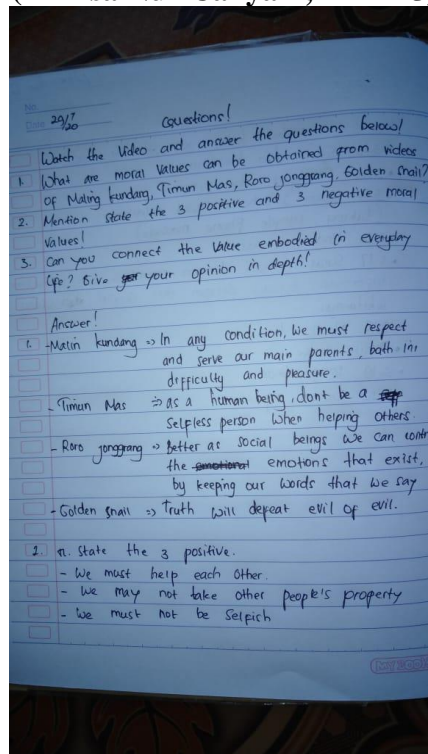 No.
Date 29/7/20
Questions!
Watch the Video and answer the questions below!
1. What are moral values can be obtained from videos
of Maling kundang, Timun Mas, Roro jonggrang, Golden snail?
2. Mention state the 3 positive and 3 negative moral
Values!
3. Can you connect the Value embodied in everyday
life? Give your opinion in depth!
Answer!
1. - Malin kundang => In any condition, We must respect
and serve our main parents, bath in
difficulty and pleasure.
- Timun Mas => as a human being, dont be a
Selfless person when helping others.
- Roro jonggrang => Better as social beings we can contr
the emotional emotions that exist,
by keeping our words that we say
- Golden snail => Truth will defeat evil of evil.
2. a. State the 3 positive.
- We must help each other.
- We may not take other people's property
- We must not be Selpish